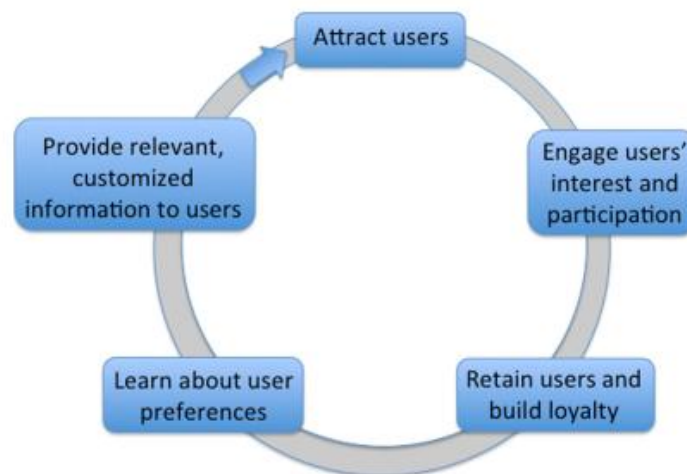 Attract users
Engage users'
interest and
participation
Retain users and
build loyalty
Learn about user
preferences
Provide relevant,
customized
information to users